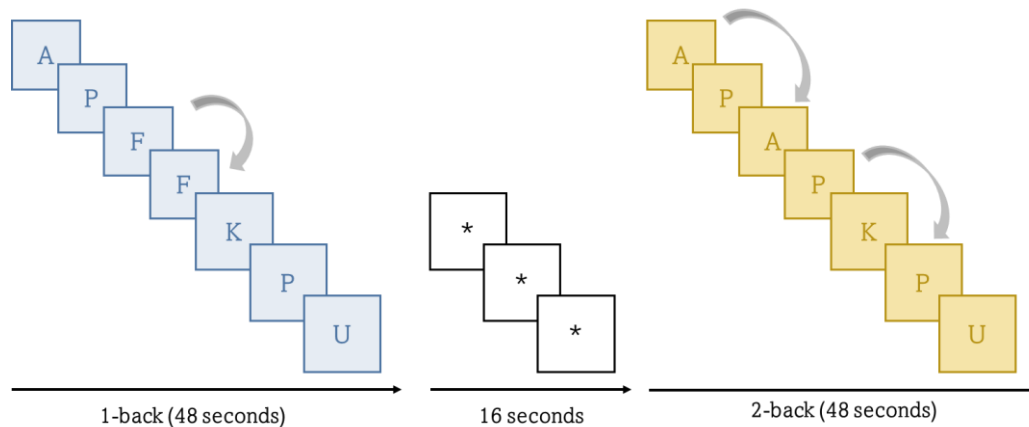 A
P
F
F
K
P
U
1-back (48 seconds)
*
*
*
16 seconds
A
P
A
P
K
P
U
2-back (48 seconds)